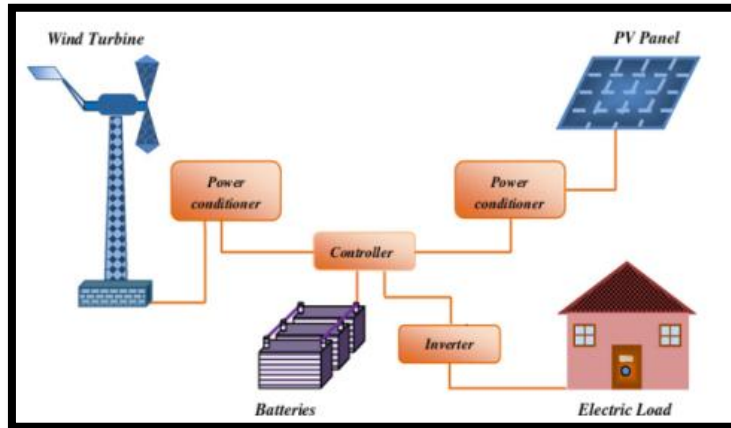 Wind Turbine
PV Panel
Power
conditioner
Power
conditioner
Controller
Inverter
Batteries
Electric Load